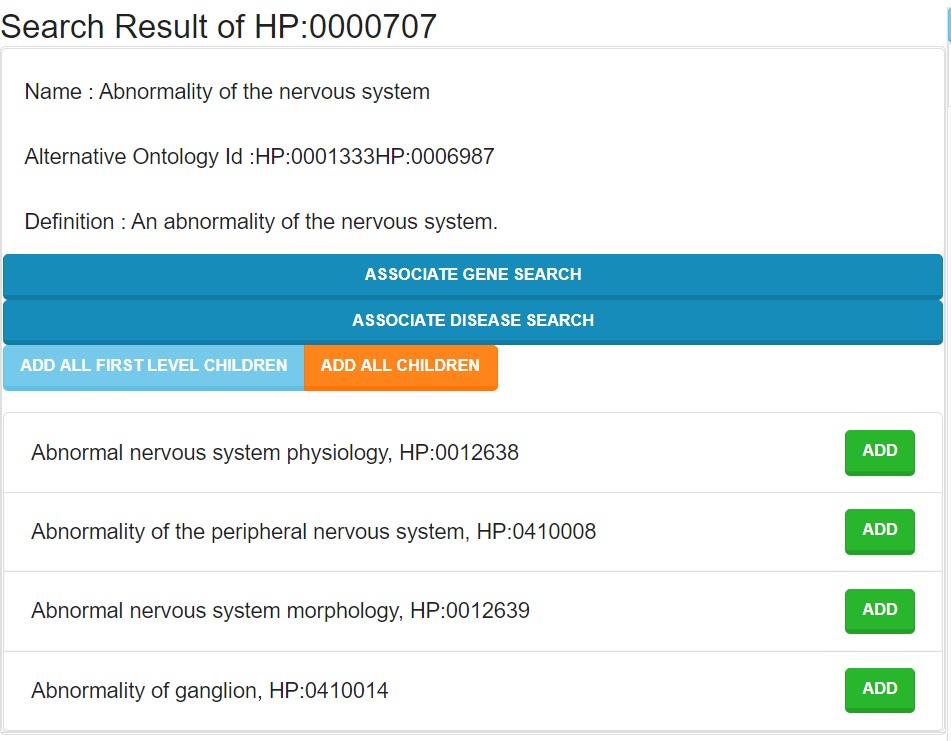 Search Result of HP:0000707
Name : Abnormality of the nervous system
Alternative Ontology Id :HP:0001333HP:0006987
Definition : An abnormality of the nervous system.
ASSOCIATE GENE SEARCH
ASSOCIATE DISEASE SEARCH
ADD ALL FIRST LEVEL CHILDREN ADD ALL CHILDREN
Abnormal nervous system physiology, HP:0012638 ADD
Abnormality of the peripheral nervous system, HP:0410008 ADD
Abnormal nervous system morphology, HP:0012639 ADD
Abnormality of ganglion, HP:0410014 ADD